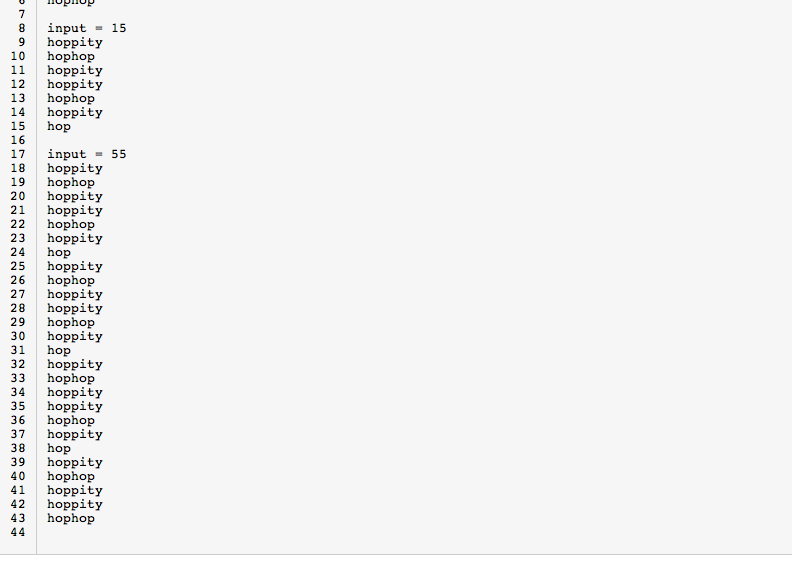 6 hophop
7
8 input = 15
9 hoppity
10 hophop
11 hoppity
12 hoppity
13 hophop
14 hoppity
15 hop
16
17 input = 55
18 hoppity
19 hophop
20 hoppity
21 hoppity
22 hophop
23 hoppity
24 hop
25 hoppity
26 hophop
27 hoppity
28 hoppity
29 hophop
30 hoppity
31 hop
32 hoppity
33 hophop
34 hoppity
35 hoppity
36 hophop
37 hoppity
38 hop
39 hoppity
40 hophop
41 hoppity
42 hoppity
43 hophop
44